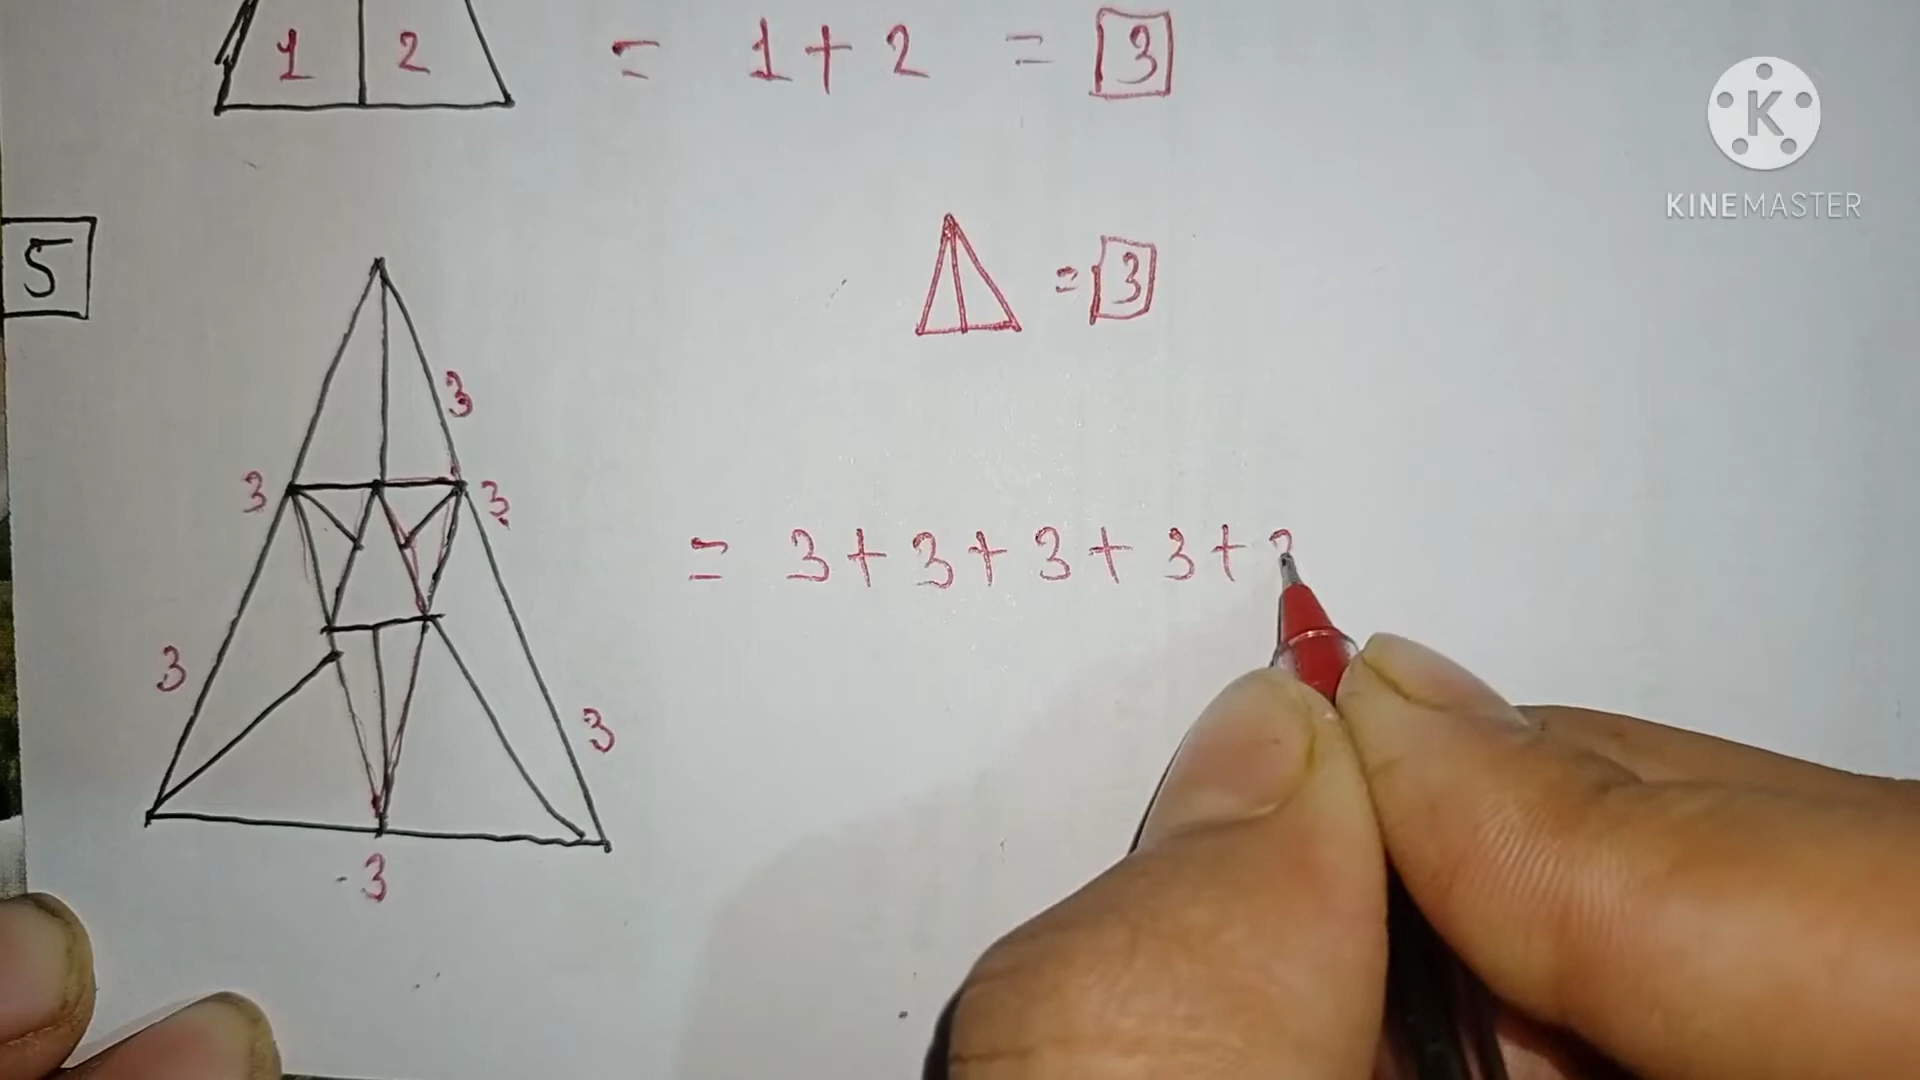 1 2 = 1 + 2 = 3
K
KINEMASTER
5
= 3
3
3 3
= 3 + 3 + 3 + 3 +
3
3
3